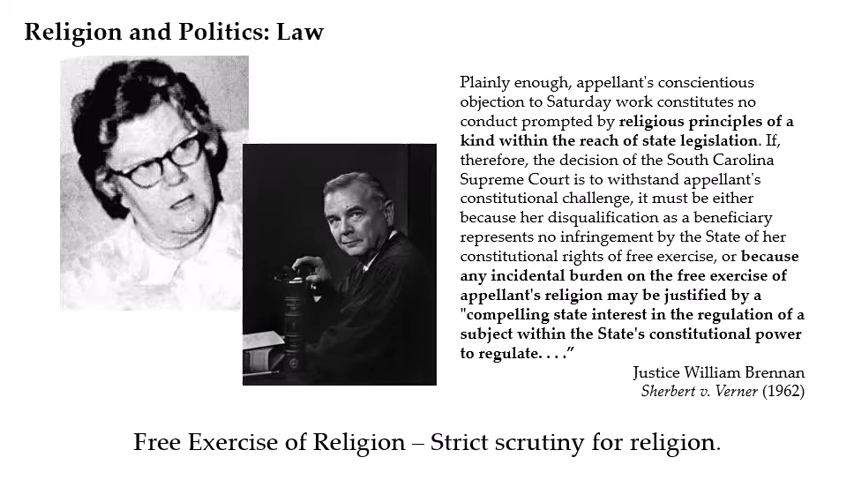 Religion and Politics: Law
Plainly enough, appellant's conscientious
objection to Saturday work constitutes no
conduct prompted by religious principles of a
kind within the reach of state legislation. If,
therefore, the decision of the South Carolina
Supreme Court is to withstand appellant's
constitutional challenge, it must be either
because her disqualification as a beneficiary
represents no infringement by the State of her
constitutional rights of free exercise, or because
any incidental burden on the free exercise of
appellant's religion may be justified by a
"compelling state interest in the regulation of a
subject within the State's constitutional power
to regulate. . . ."
Justice William Brennan
Sherbert v. Verner (1962)
Free Exercise of Religion – Strict scrutiny for religion.